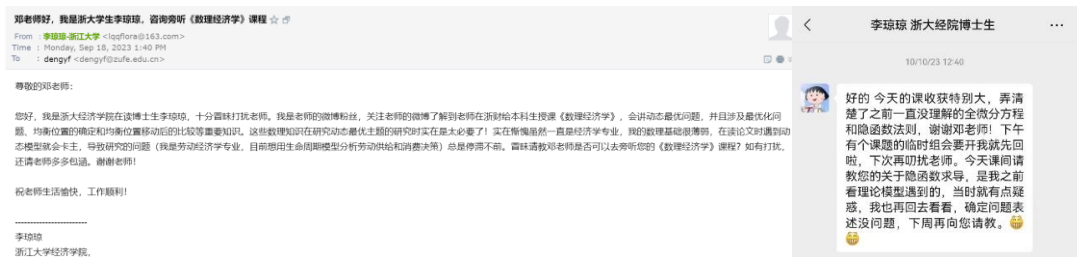 邓老师好，我是浙大学生李琼琼，咨询旁听《数理经济学》课程
From ：李琼琼-浙江大学 <lqqflora@163.com>
Time ：Monday, Sep 18, 2023 1:40 PM
To ：dengyf <dengyf@zufe.edu.cn>
尊敬的邓老师：
您好，我是浙大经济学院在读博士生李琼琼，十分冒昧打扰老师。我是老师的微博粉丝，关注老师的微博了解到老师在浙财给本科生授课《数理经济学》，会讲动态最优问题，并且涉及最优化问
题、均衡位置的确定和均衡位置移动后的比较等重要知识。这些数理知识在研究动态最优主题的研究时实在是太必要了！实在惭愧虽然一直是经济学专业，我的数理基础很薄弱，在读论文时遇到动
态模型就会卡主，导致研究的问题（我是劳动经济学专业，目前想用生命周期模型分析劳动供给和消费决策）总是停滞不前。冒昧请教邓老师是否可以去旁听您的《数理经济学》课程？如有打扰，
还请老师多多包涵。谢谢老师！
祝老师生活愉快，工作顺利！
------------------------
李琼琼
浙江大学经济学院，
李琼琼 浙大经院博士生
10/10/23 12:40
好的 今天的课收获特别大，弄清
楚了之前一直没理解的全微分方程
和隐函数法则，谢谢邓老师！下午
有个课题的临时组会要开我就先回
啦，下次再叨扰老师。今天课间请
教您的关于隐函数求导，是我之前
看理论模型遇到的，当时就有点疑
惑，我也再回去看看，确定问题表
述没问题，下周再向您请教。